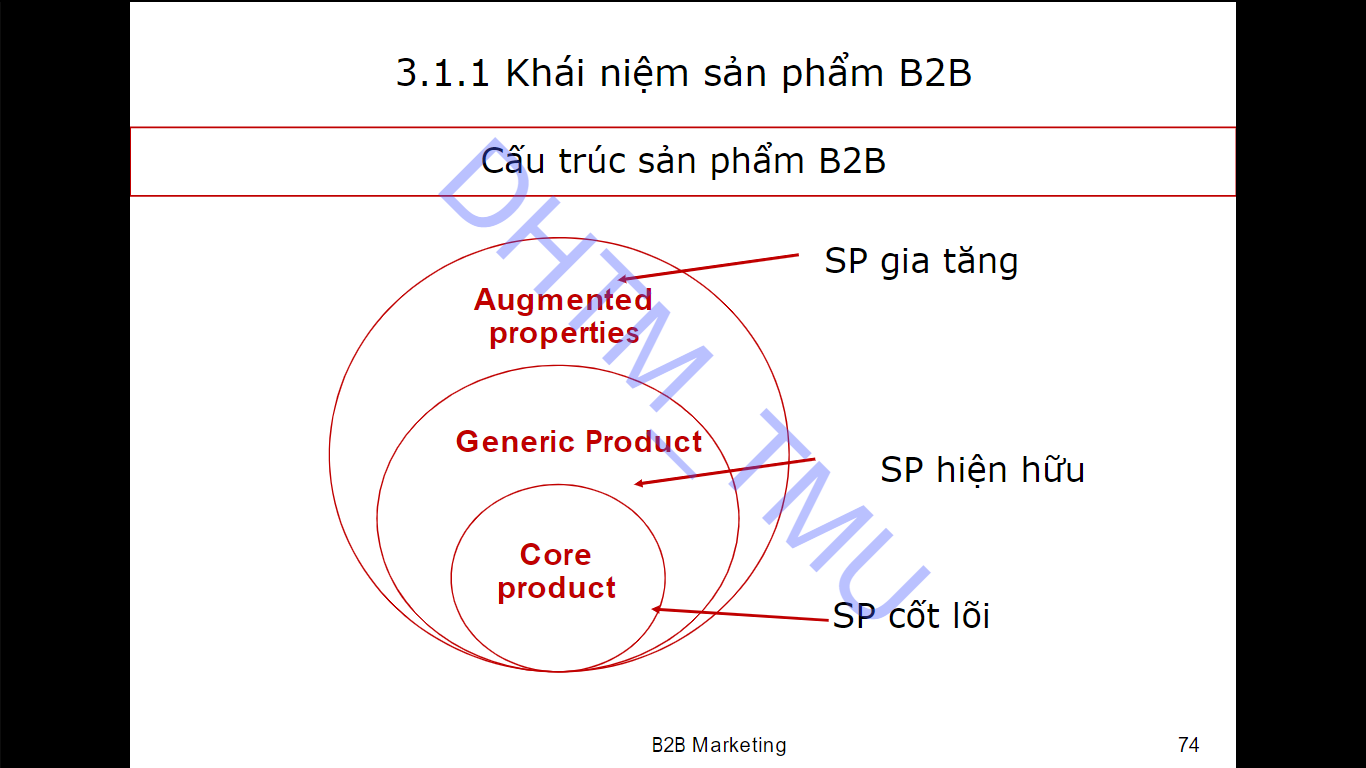 3.1.1 Khái niệm sản phẩm B2B
Cấu trúc sản phẩm B2B
SP gia tăng
Augmented
properties
Generic Product
SP hiện hữu
Core
product
SP cốt lõi
DHTM_TMU
B2B Marketing
74